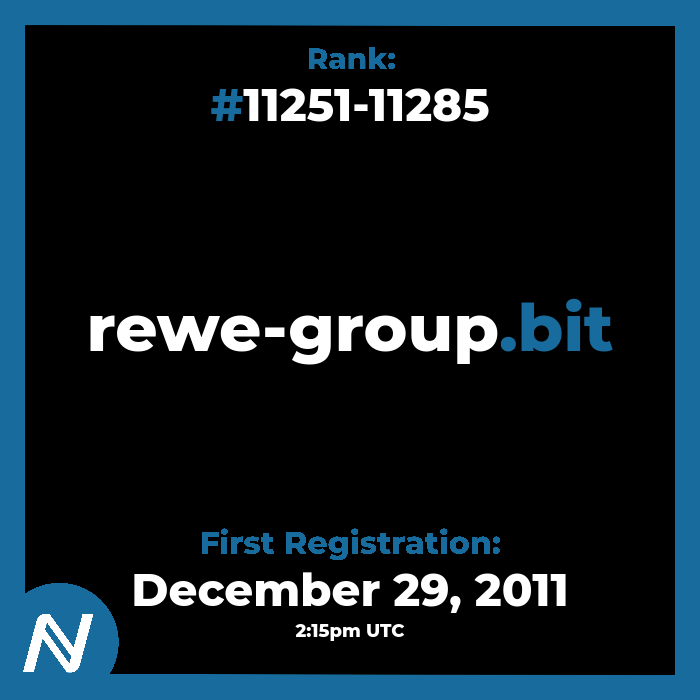 Rank:
#11251-11285
rewe-group.bit
First Registration:
December 29, 2011
2:15pm UTC